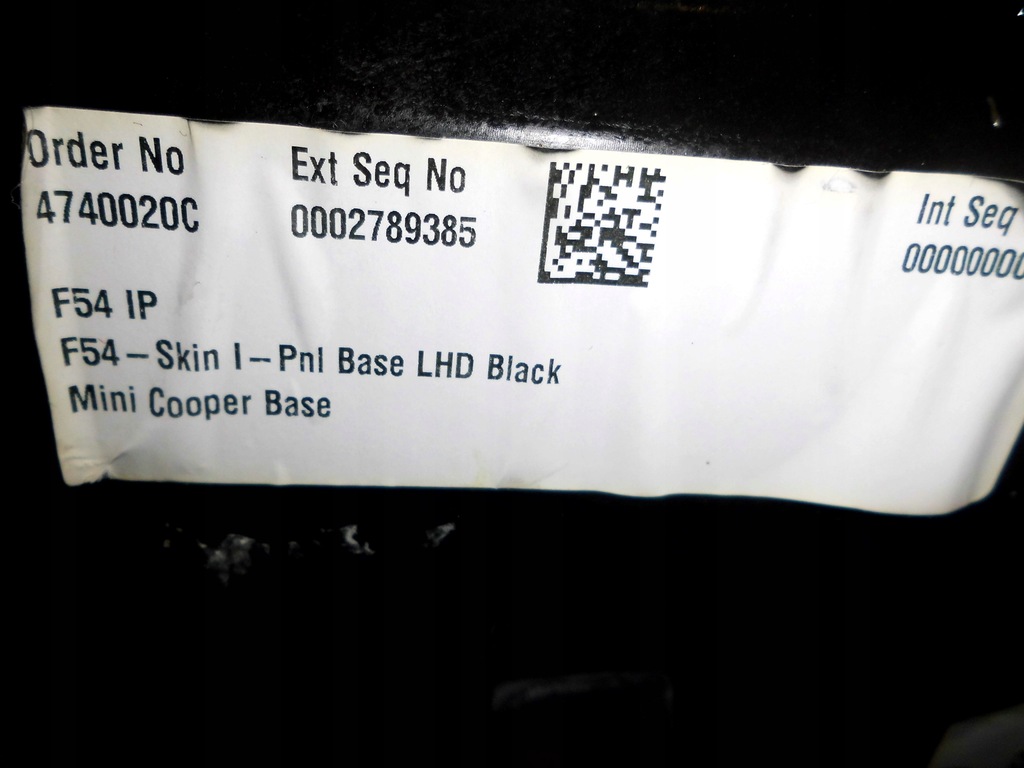 Order No Ext Seq No Int Seq
4740020C 0002789385 00000000
F54 IP
F54-Skin I-Pnl Base LHD Black
Mini Cooper Base